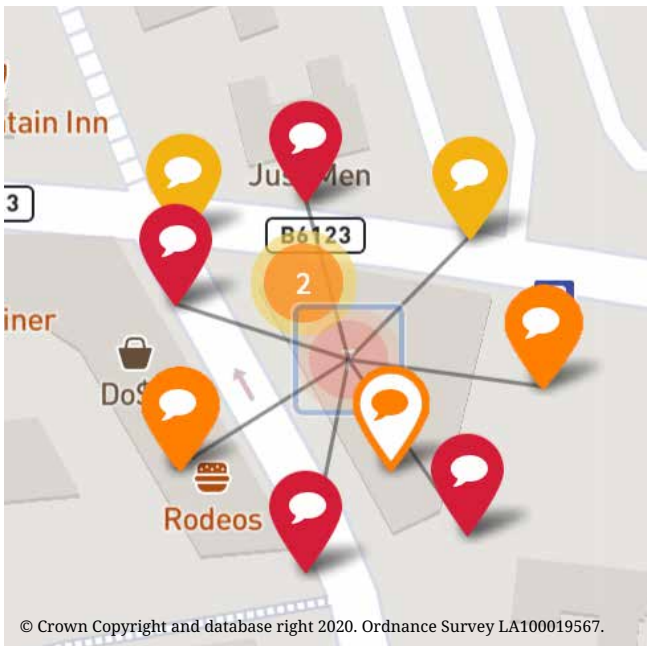 tain Inn
Jus Men
3
B6123
2
iner
Do$
Rodeos
© Crown Copyright and database right 2020. Ordnance Survey LA100019567.